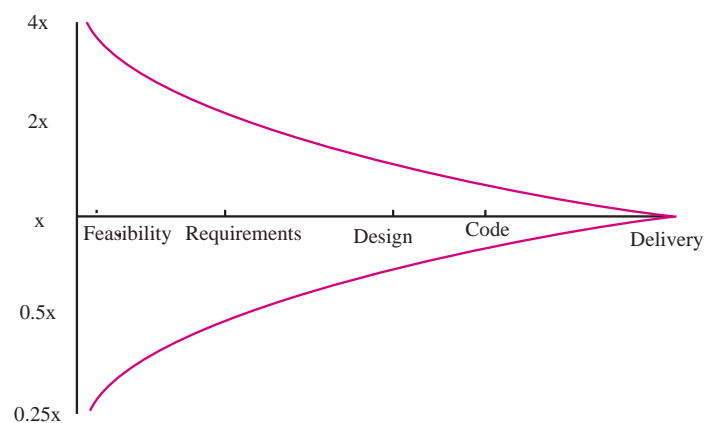 4x
2x
x
Feasibility Requirements Design Code Delivery
0.5x
0.25x